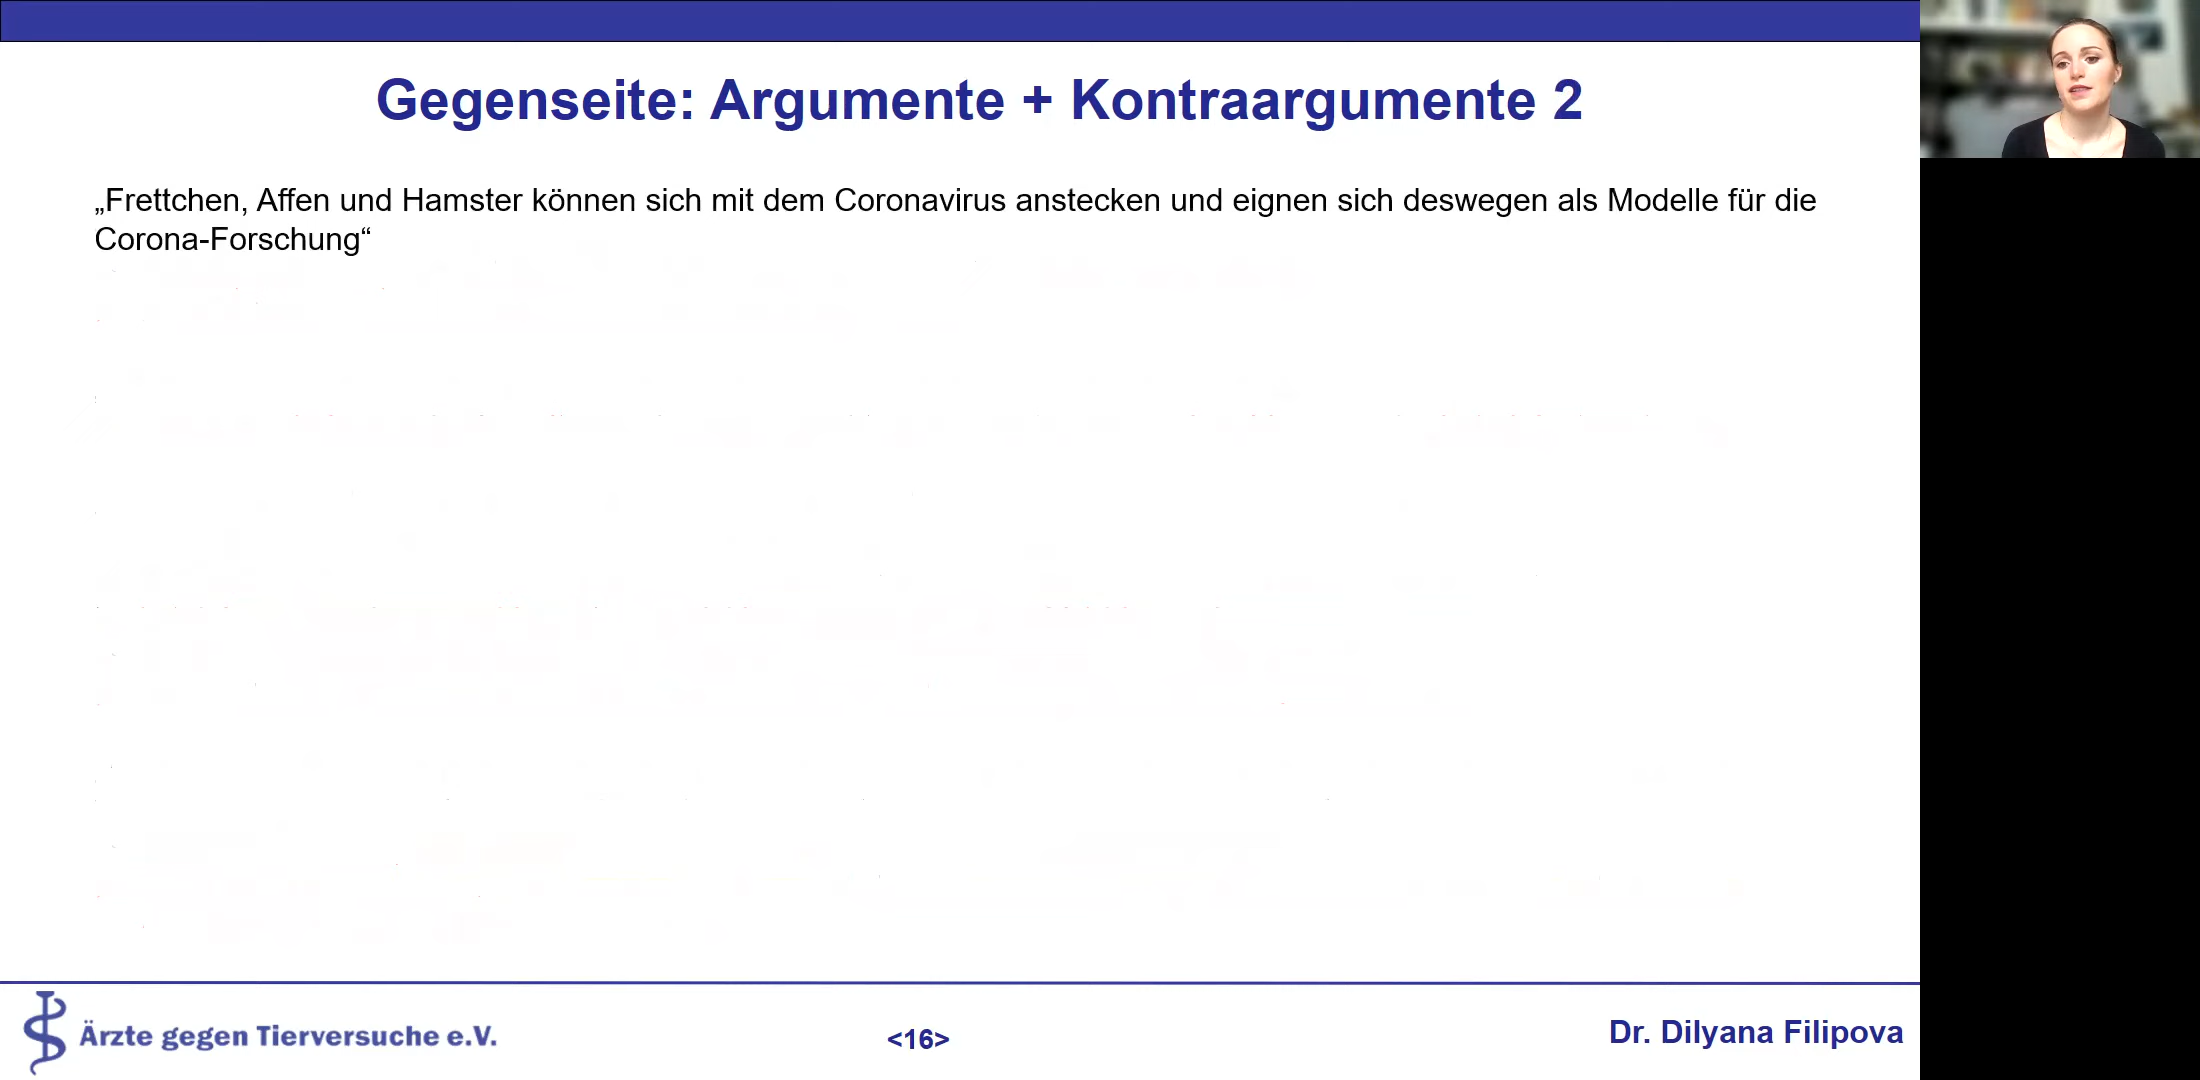 Gegenseite: Argumente + Kontraargumente 2
„Frettchen, Affen und Hamster können sich mit dem Coronavirus anstecken und eignen sich deswegen als Modelle für die
Corona-Forschung“
Ärzte gegen Tierversuche e.V.
<16>
Dr. Dilyana Filipova